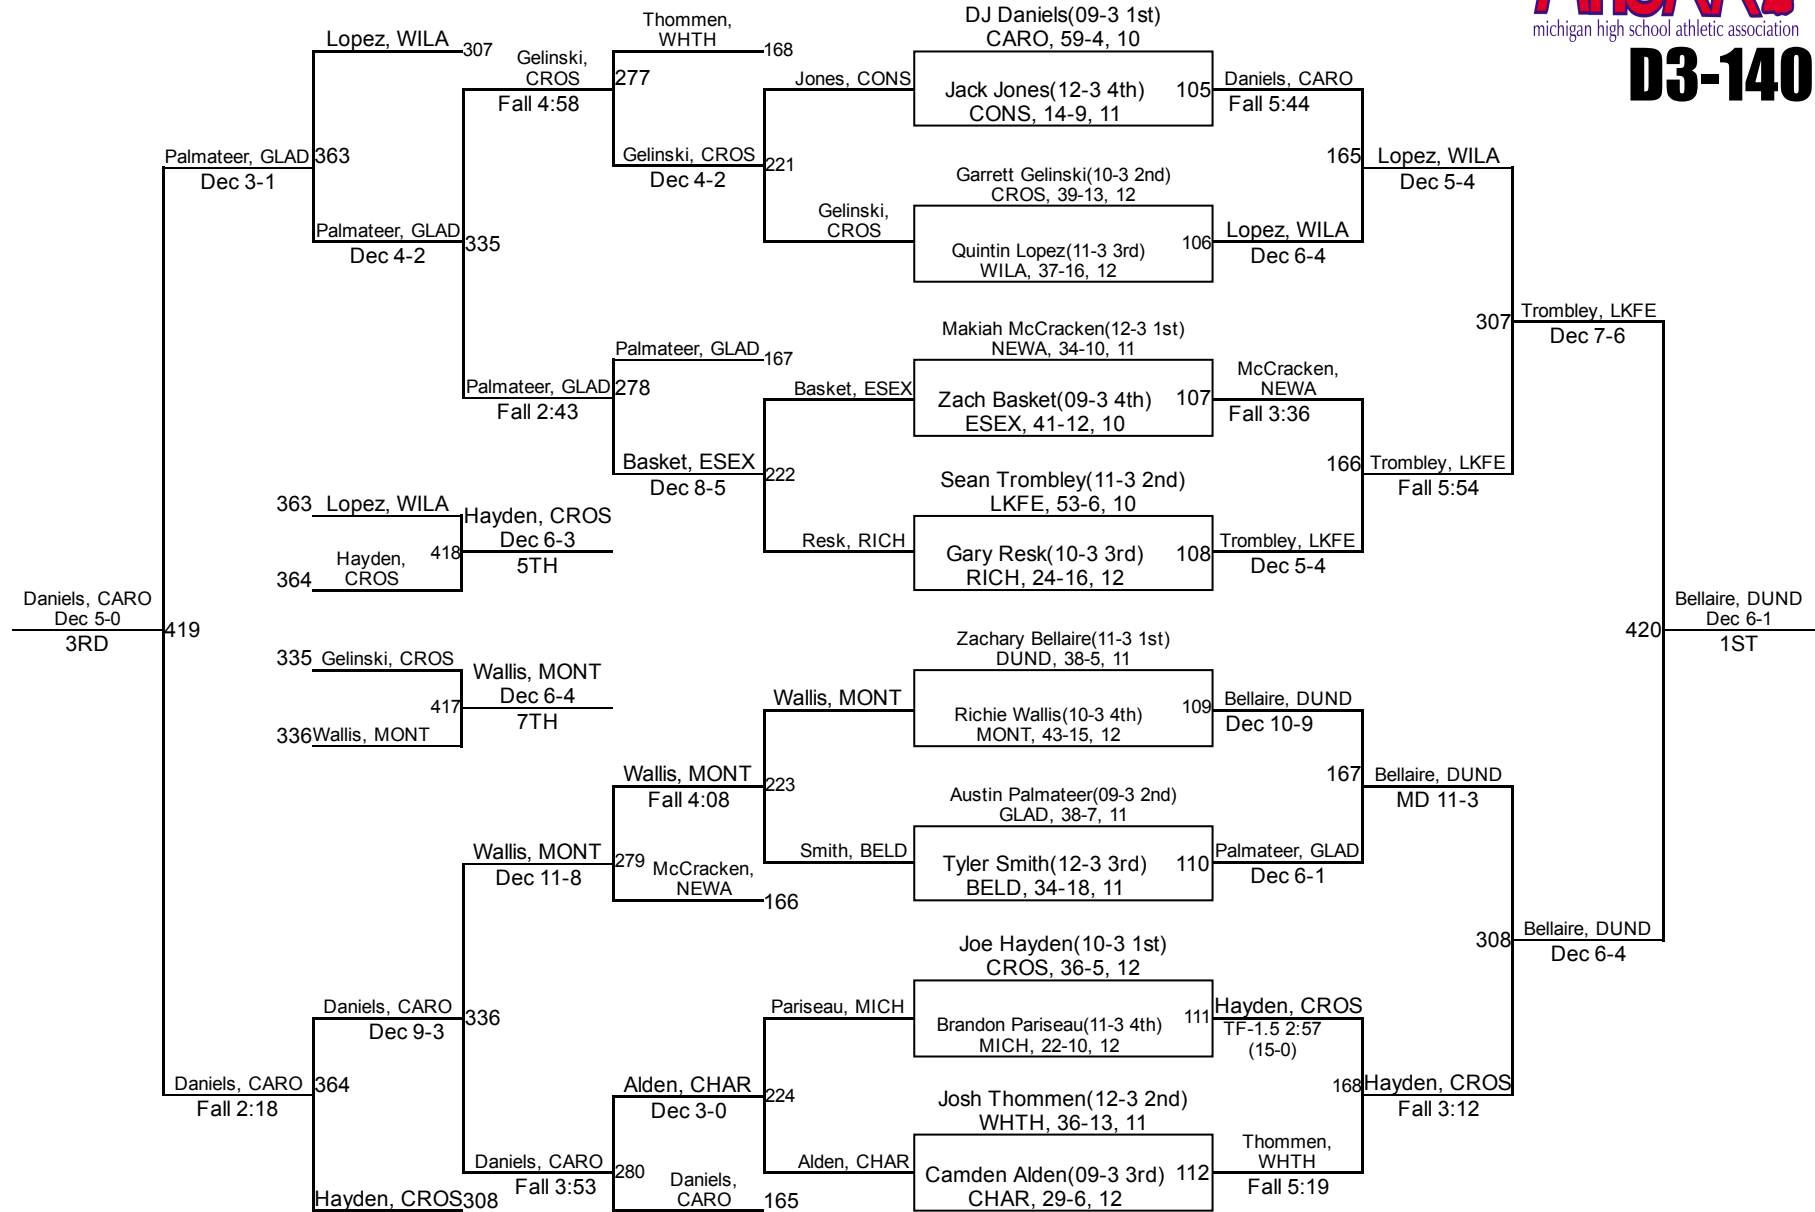 MHSAA
michigan high school athletic association
D3-140
DJ Daniels(09-3 1st)
CARO, 59-4, 10
Jack Jones(12-3 4th)
CONS, 14-9, 11
105
Garrett Gelinski(10-3 2nd)
CROS, 39-13, 12
Quintin Lopez(11-3 3rd)
WILA, 37-16, 12
106
Makiah McCracken(12-3 1st)
NEWA, 34-10, 11
Zach Basket(09-3 4th)
ESEX, 41-12, 10
107
Sean Trombley(11-3 2nd)
LKFE, 53-6, 10
Gary Resk(10-3 3rd)
RICH, 24-16, 12
108
Zachary Bellaire(11-3 1st)
DUND, 38-5, 11
Richie Wallis(10-3 4th)
MONT, 43-15, 12
109
Austin Palmateer(09-3 2nd)
GLAD, 38-7, 11
Tyler Smith(12-3 3rd)
BELD, 34-18, 11
110
Joe Hayden(10-3 1st)
CROS, 36-5, 12
Brandon Pariseau(11-3 4th)
MICH, 22-10, 12
111
Josh Thommen(12-3 2nd)
WHTH, 36-13, 11
Camden Alden(09-3 3rd)
CHAR, 29-6, 12
112
Daniels, CARO
Fall 5:44
165
Lopez, WILA
Dec 6-4
McCracken,
NEWA
Fall 3:36
166
Trombley, LKFE
Dec 5-4
Bellaire, DUND
Dec 10-9
167
Palmateer, GLAD
Dec 6-1
Hayden, CROS
TF-1.5 2:57
(15-0)
168
Thommen,
WHTH
Fall 5:19
Lopez, WILA
Dec 5-4
307
Trombley, LKFE
Fall 5:54
Bellaire, DUND
MD 11-3
308
Hayden, CROS
Fall 3:12
Trombley, LKFE
Dec 7-6
420
Bellaire, DUND
Dec 6-4
Bellaire, DUND
Dec 6-1
1ST
Jones, CONS
221
Gelinski,
CROS
Basket, ESEX
222
Resk, RICH
Wallis, MONT
223
Smith, BELD
Pariseau, MICH
224
Alden, CHAR
Thommen,
WHTH
168
277
Gelinski, CROS
Dec 4-2
Palmateer, GLAD
167
278
Basket, ESEX
Dec 8-5
Wallis, MONT
Fall 4:08
279
McCracken,
NEWA
166
Alden, CHAR
Dec 3-0
280
Daniels,
CARO
165
Gelinski,
CROS
Fall 4:58
335
Palmateer, GLAD
Fall 2:43
Wallis, MONT
Dec 11-8
336
Daniels, CARO
Fall 3:53
Lopez, WILA
307
363
Palmateer, GLAD
Dec 4-2
Daniels, CARO
Dec 9-3
364
Hayden, CROS
308
Palmateer, GLAD
Dec 3-1
419
Daniels, CARO
Fall 2:18
Daniels, CARO
Dec 5-0
3RD
363
Lopez, WILA
418
364
Hayden,
CROS
Hayden, CROS
Dec 6-3
5TH
335
Gelinski, CROS
417
336
Wallis, MONT
Wallis, MONT
Dec 6-4
7TH